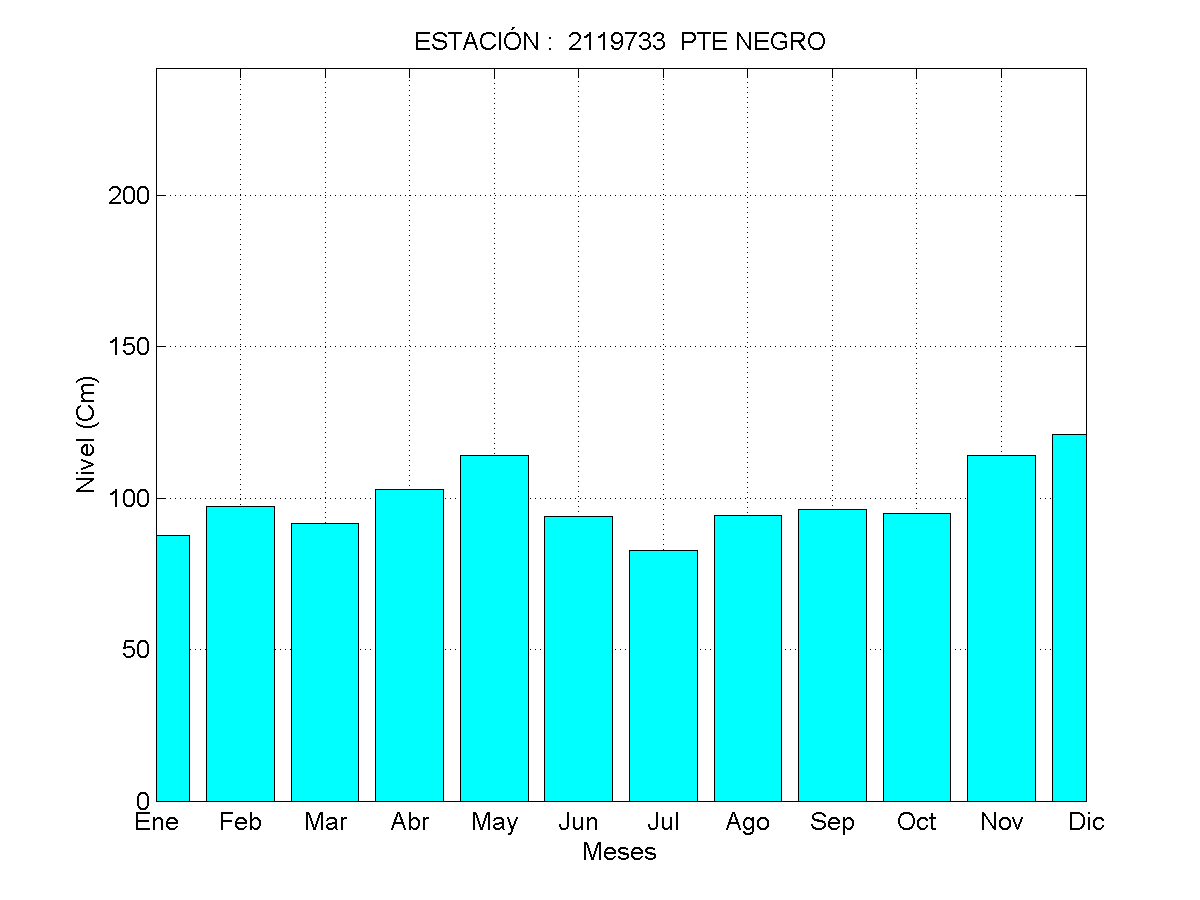 ESTACIÓN :  2119733  PTE NEGRO
200
150
100
50
0
Nivel (Cm)
Ene Feb Mar Abr May Jun Jul Ago Sep Oct Nov Dic
Meses